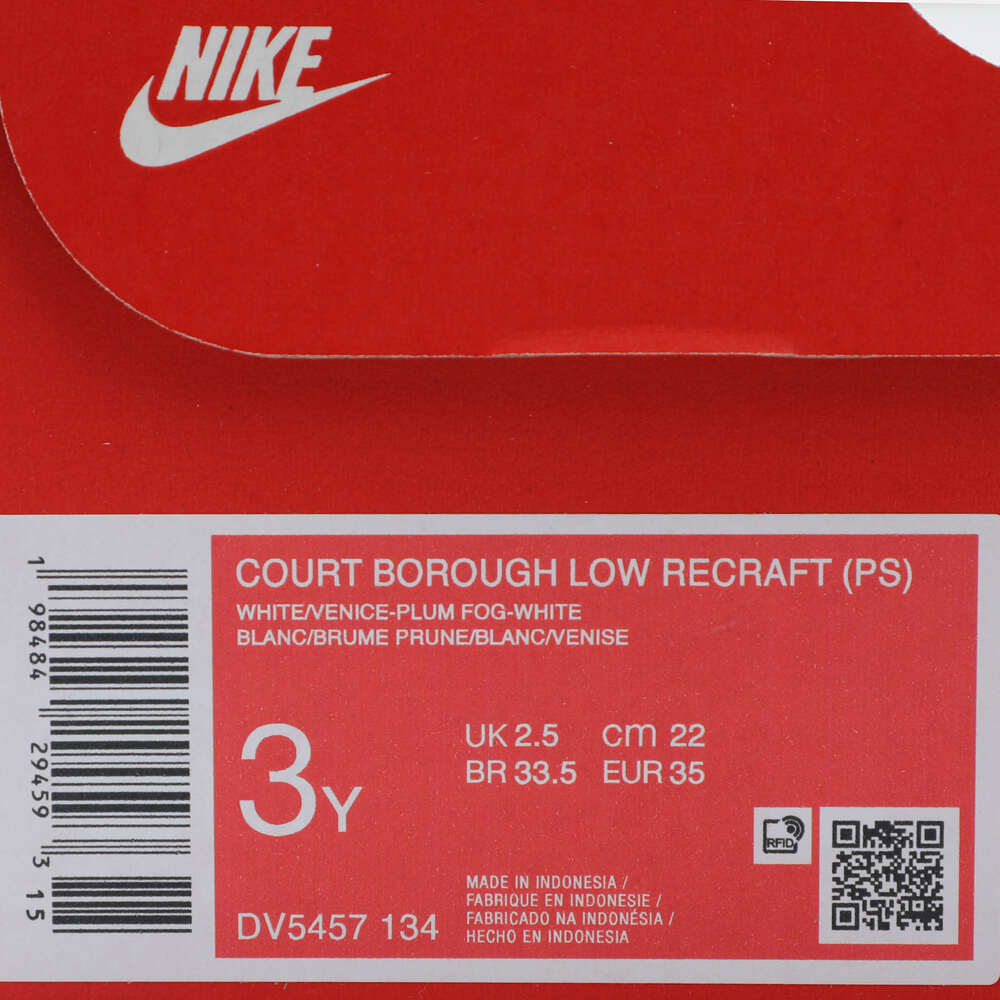 NIKE
COURT BOROUGH LOW RECRAFT (PS)
WHITE/VENICE-PLUM FOG-WHITE
BLANC/BRUME PRUNE/BLANC/VENISE
3Y
UK 2.5 cm 22
BR 33.5 EUR 35
RFID
DV5457 134
MADE IN INDONESIA /
FABRIQUE EN INDONESIE /
FABRICADO NA INDONÉSIA /
HECHO EN INDONESIA
1 98484 29459 3 15